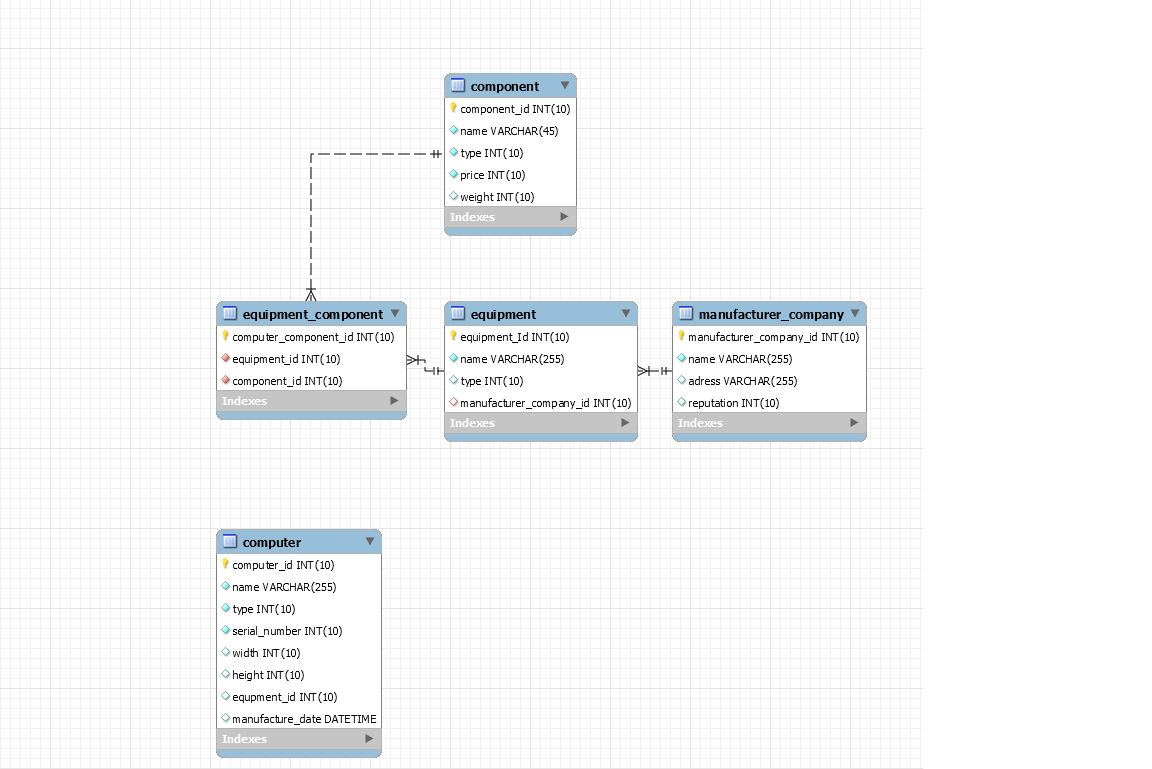 component
component_id INT(10)
name VARCHAR(45)
type INT(10)
price INT(10)
weight INT(10)
Indexes
equipment_component
computer_component_id INT(10)
equipment_id INT(10)
component_id INT(10)
Indexes
equipment
equipment_Id INT(10)
name VARCHAR(255)
type INT(10)
manufacturer_company_id INT(10)
Indexes
manufacturer_company
manufacturer_company_id INT(10)
name VARCHAR(255)
adress VARCHAR(255)
reputation INT(10)
Indexes
computer
computer_id INT(10)
name VARCHAR(255)
type INT(10)
serial_number INT(10)
width INT(10)
height INT(10)
equpment_id INT(10)
manufacture_date DATETIME
Indexes